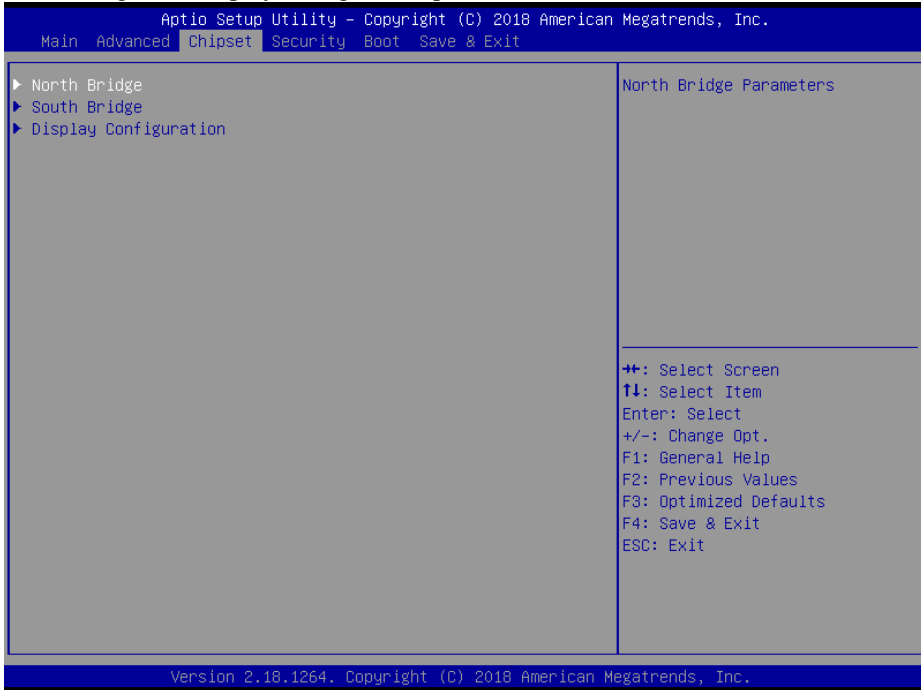 Aptio Setup Utility – Copyright (C) 2018 American Megatrends, Inc.
Main Advanced Chipset Security Boot Save & Exit
North Bridge
South Bridge
Display Configuration
North Bridge Parameters
→←: Select Screen
↑↓: Select Item
Enter: Select
+/-: Change Opt.
F1: General Help
F2: Previous Values
F3: Optimized Defaults
F4: Save & Exit
ESC: Exit
Version 2.18.1264. Copyright (C) 2018 American Megatrends, Inc.